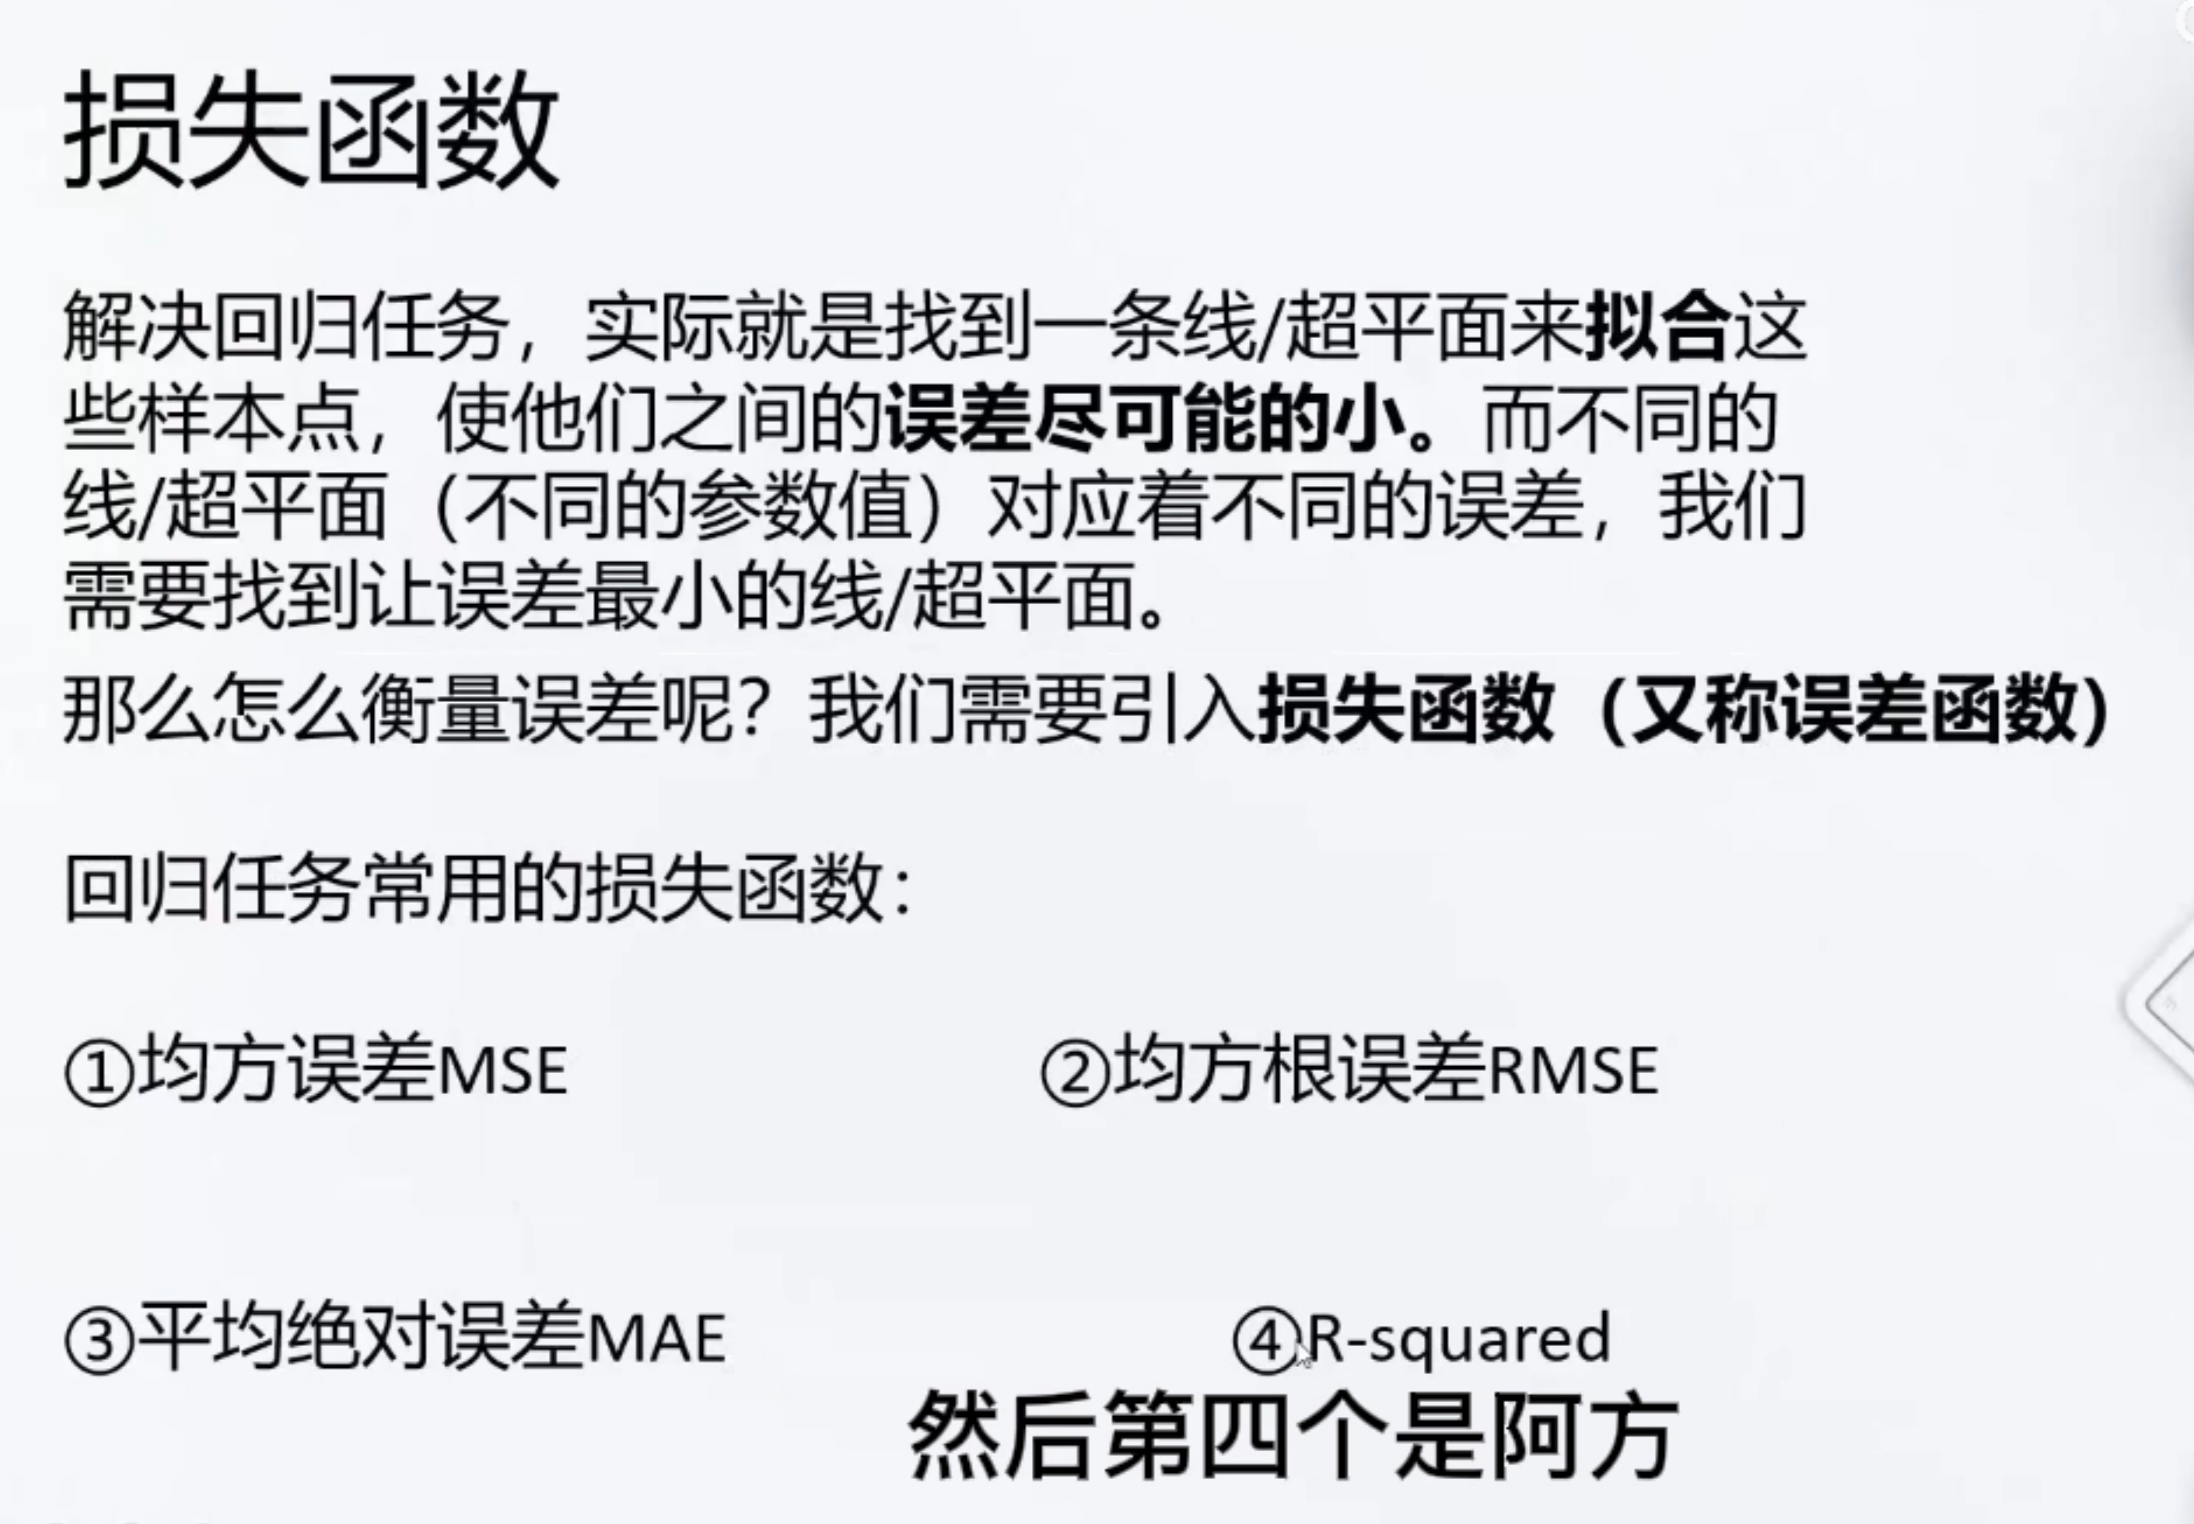 损失函数
解决回归任务，实际就是找到一条线/超平面来拟合这
些样本点，使他们之间的误差尽可能的小。而不同的
线/超平面（不同的参数值）对应着不同的误差，我们
需要找到让误差最小的线/超平面。
那么怎么衡量误差呢？我们需要引入损失函数（又称误差函数）
回归任务常用的损失函数：
①均方误差MSE
②均方根误差RMSE
③平均绝对误差MAE
④R-squared
然后第四个是阿方